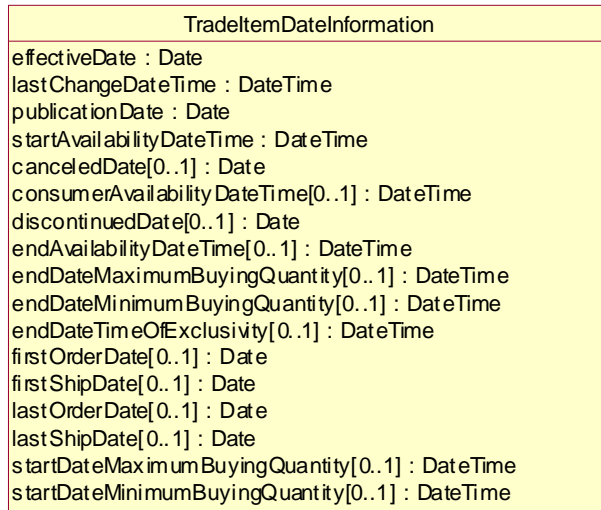 TradeItemDateInformation
effectiveDate : Date
lastChangeDateTime : DateTime
publicationDate : Date
startAvailabilityDateTime : DateTime
canceledDate[0..1] : Date
consumerAvailabilityDateTime[0..1] : DateTime
discontinuedDate[0..1] : Date
endAvailabilityDateTime[0..1] : DateTime
endDateMaximumBuyingQuantity[0..1] : DateTime
endDateMinimumBuyingQuantity[0..1] : DateTime
endDateTimeOfExclusivity[0..1] : DateTime
firstOrderDate[0..1] : Date
firstShipDate[0..1] : Date
lastOrderDate[0..1] : Date
lastShipDate[0..1] : Date
startDateMaximumBuyingQuantity[0..1] : DateTime
startDateMinimumBuyingQuantity[0..1] : DateTime